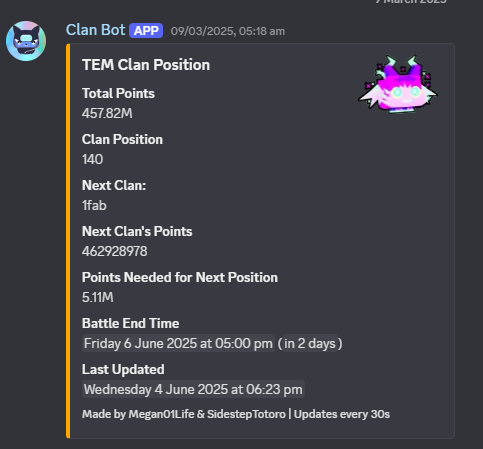 9 March 2025
Clan Bot APP 09/03/2025, 05:18 am
TEM Clan Position
Total Points
457.82M
Clan Position
140
Next Clan:
1fab
Next Clan's Points
462928978
Points Needed for Next Position
5.11M
Battle End Time
Friday 6 June 2025 at 05:00 pm (in 2 days)
Last Updated
Wednesday 4 June 2025 at 06:23 pm
Made by Megan01Life & SidestepTotoro | Updates every 30s